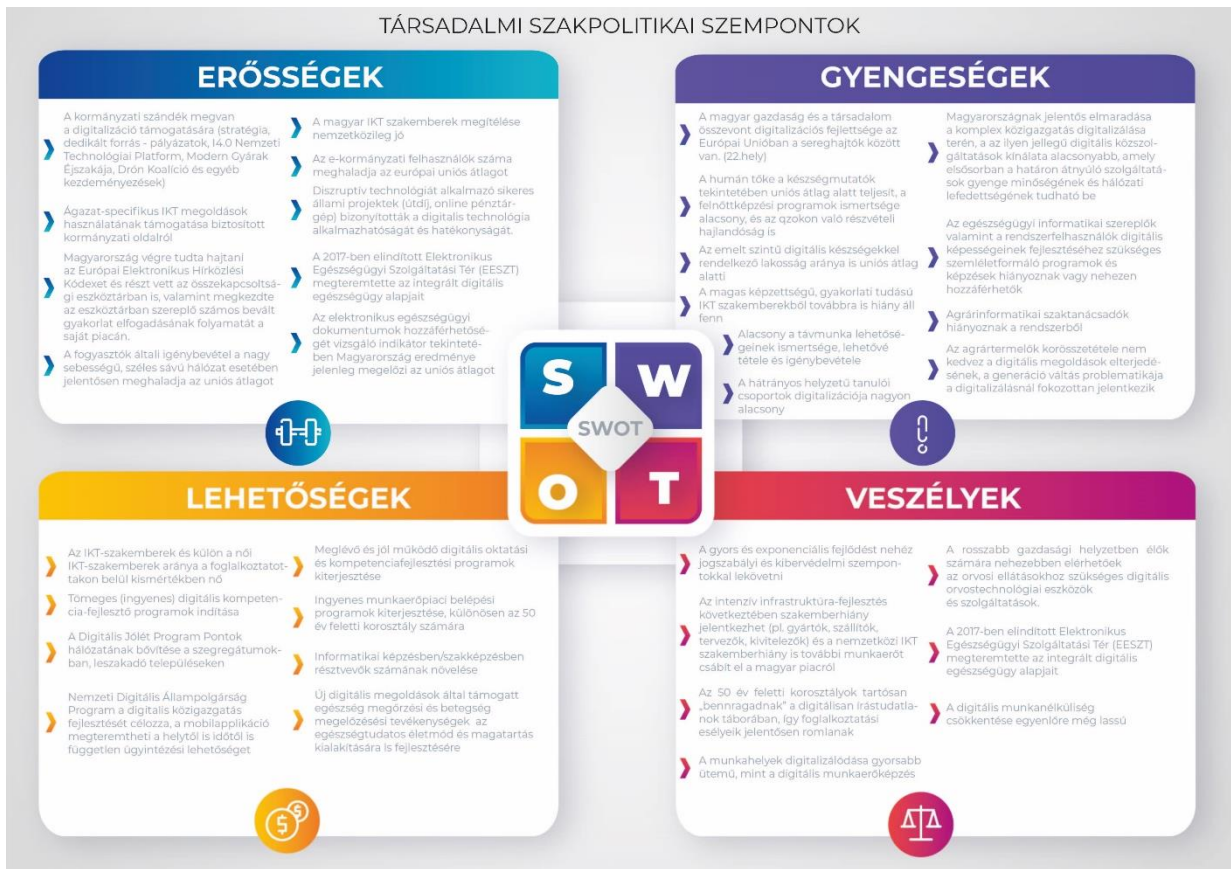 TÁRSADALMI SZAKPOLITIKAI SZEMPONTOK
ERŐSSÉGEK
A kormányzati szándék megvan
a digitalizáció támogatására (stratégia,
dedikált forrás - pályázatok, I4.0 Nemzeti
Technológiai Platform, Modern Gyárak
Éjszakája, Drón Koalíció és egyéb
kezdeményezések)
Ágazat-specifikus IKT megoldások
használatának támogatása biztosított
kormányzati oldalról
Magyarország végre tudta hajtani
az Európai Elektronikus Hírközlési
Kódexet és részt vett az összekapcsoltsá-
gi eszköztárban is, valamint megkezdte
az eszköztárban szereplő számos bevált
gyakorlat elfogadásának folyamatát a
saját piacán.
A fogyasztók általi igénybevétel a nagy
sebességű, széles sávú hálózat esetében
jelentősen meghaladja az uniós átlagot
A magyar IKT szakemberek megítélése
nemzetközileg jó
Az e-kormányzati felhasználók száma
meghaladja az európai uniós átlagot
Diszruptív technológiát alkalmazó sikeres
állami projektek (útdíj, online pénztár-
gép) bizonyították a digitalis technológia
alkalmazhatóságát és hatékonyságát.
A 2017-ben elindított Elektronikus
Egészségügyi Szolgáltatási Tér (EESZT)
megteremtette az integrált digitális
egészségügy alapjait
Az elektronikus egészségügyi
dokumentumok hozzáférhetősé-
gét vizsgáló indikátor tekinteté-
ben Magyarország eredménye
jelenleg megelőzi az uniós átlagot
GYENGESÉGEK
A magyar gazdaság és a társadalom
összevont digitalizációs fejlettsége az
Európai Unióban a sereghajtók között
van. (22.hely)
A humán tőke a készségmutatók
tekintetében uniós átlag alatt teljesít, a
felnőttképzési programok ismertsége
alacsony, és az qzokon való részvételi
hajlandóság is
Az emelt szintű digitális készségekkel
rendelkező lakosság aránya is uniós átlag
alatti
A magas képzettségű, gyakorlati tudású
IKT szakemberekből továbbra is hiány áll
fenn
Alacsony a távmunka lehetősé-
geinek ismertsége, lehetővé
tétele és igénybevétele
A hátrányos helyzetű tanulói
csoportok digitalizációja nagyon
alacsony
Magyarországnak jelentős elmaradása
a komplex közigazgatás digitalizálása
terén, a az ilyen jellegű digitális közszol-
gáltatások kínálata alacsonyabb, amely
elsősorban a határon átnyúló szolgáltatá-
sok gyenge minőségének és hálózati
lefedettségének tudható be
Az egészségügyi informatikai szereplők
valamint a rendszerfelhasználók digitális
képességeinek fejlesztéséhez szükséges
szemléletformáló programok és
képzések hiányoznak vagy nehezen
hozzáférhetők
Agrárinformatikai szaktanácsadók
hiányoznak a rendszerből
Az agrártermelők korösszetétele nem
kedvez a digitális megoldások elterjedé-
sének, a generáció váltás problematikája
a digitalizálásnál fokozottan jelentkezik
S
W
SWOT
O
T
LEHETŐSÉGEK
Az IKT-szakemberek és külön a női
IKT-szakemberek aránya a foglalkoztatot-
takon belül kismértékben nő
Tömeges (ingyenes) digitális kompeten-
cia-fejlesztő programok indítása
A Digitális Jólét Program Pontok
hálózatának bővítése a szegregátumok-
ban, leszakadó településeken
Nemzeti Digitális Állampolgárság
Program a digitalis közigazgatás
fejlesztését célozza, a mobilapplikáció
megteremtheti a helytől is időtől is
független ügyintézési lehetőséget
Meglévő és jól működő digitális oktatási
és kompetenciafejlesztési programok
kiterjesztése
Ingyenes munkaerőpiaci belépési
programok kiterjesztése, különösen az 50
év feletti korosztály számára
Informatikai képzésben/szakképzésben
résztvevők számának növelése
Új digitális megoldások által támogatt
egészség megőrzési és betegség
megelőzésési tevékenységek az
egészségtudatos életmód és magatartás
kialakítására is fejlesztésére
VESZÉLYEK
A gyors és exponenciális fejlődést nehéz
jogszabályi és kibervédelmi szempon-
tokkal lekövetni
Az intenzív infrastruktúra-fejlesztés
következtében szakemberhiány
jelentkezhet (pl. gyártók, szállítók,
tervezők, kivitelezők) és a nemzetközi IKT
szakemberhiány is további munkaerőt
csábít el a magyar piacról
Az 50 év feletti korosztályok tartósan
„bennragadnak” a digitálisan írástudatla-
nok táborában, így foglalkoztatási
esélyeik jelentősen romlanak
A munkahelyek digitalizálódása gyorsabb
ütemű, mint a digitális munkaerőképzés
A rosszabb gazdasági helyzetben élők
számára nehezebben elérhetőek
az orvosi ellátásokhoz szükséges digitális
orvostechnológiai eszközök
és szolgáltatások.
A 2017-ben elindított Elektronikus
Egészségügyi Szolgáltatási Tér (EESZT)
megteremtette az integrált digitális
egészségügy alapjait
A digitális munkanélküliség
csökkentése egyenlőre még lassú